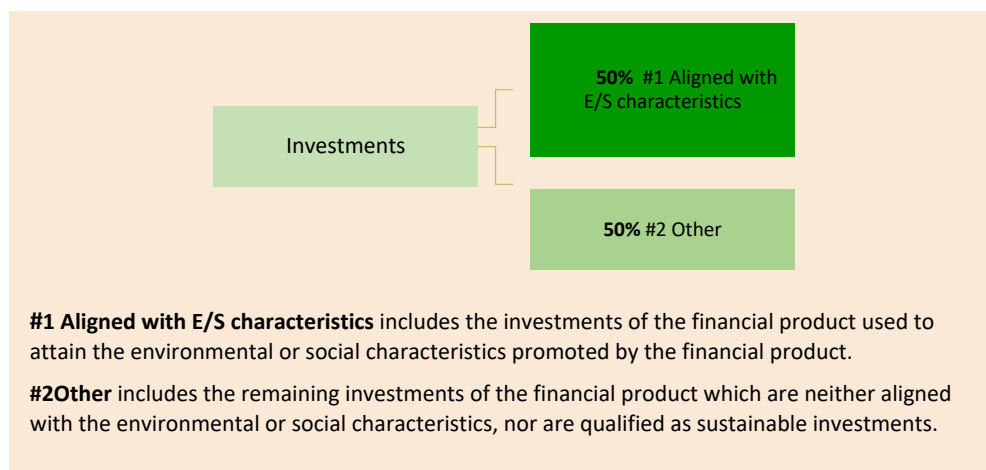 50% #1 Aligned with
E/S characteristics
Investments
50% #2 Other
#1 Aligned with E/S characteristics includes the investments of the financial product used to
attain the environmental or social characteristics promoted by the financial product.
#2Other includes the remaining investments of the financial product which are neither aligned
with the environmental or social characteristics, nor are qualified as sustainable investments.